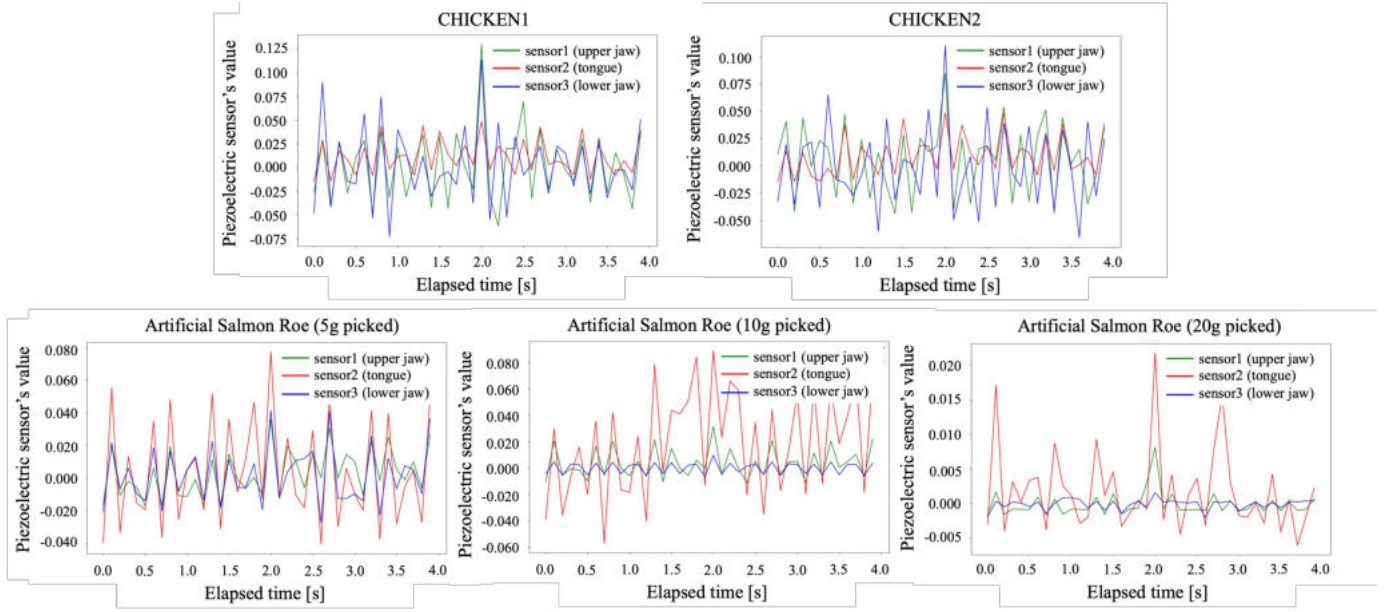 CHICKEN1
Piezoelectric sensor's value
0.125
0.100
0.075
0.050
0.025
0.000
-0.025
-0.050
-0.075
sensor1 (upper jaw)
sensor2 (tongue)
sensor3 (lower jaw)
0.0 0.5 1.0 1.5 2.0 2.5 3.0 3.5 4.0
Elapsed time [s]
CHICKEN2
Piezoelectric sensor's value
0.100
0.075
0.050
0.025
0.000
-0.025
-0.050
sensor1 (upper jaw)
sensor2 (tongue)
sensor3 (lower jaw)
0.0 0.5 1.0 1.5 2.0 2.5 3.0 3.5 4.0
Elapsed time [s]
Artificial Salmon Roe (5g picked)
Piezoelectric sensor's value
0.080
0.060
0.040
0.020
0.000
-0.020
-0.040
sensor1 (upper jaw)
sensor2 (tongue)
sensor3 (lower jaw)
0.0 0.5 1.0 1.5 2.0 2.5 3.0 3.5 4.0
Elapsed time [s]
Artificial Salmon Roe (10g picked)
Piezoelectric sensor's value
0.080
0.060
0.040
0.020
0.000
-0.020
-0.040
-0.060
sensor1 (upper jaw)
sensor2 (tongue)
sensor3 (lower jaw)
0.0 0.5 1.0 1.5 2.0 2.5 3.0 3.5 4.0
Elapsed time [s]
Artificial Salmon Roe (20g picked)
Piezoelectric sensor's value
0.020
0.015
0.010
0.005
0.000
-0.005
sensor1 (upper jaw)
sensor2 (tongue)
sensor3 (lower jaw)
0.0 0.5 1.0 1.5 2.0 2.5 3.0 3.5 4.0
Elapsed time [s]